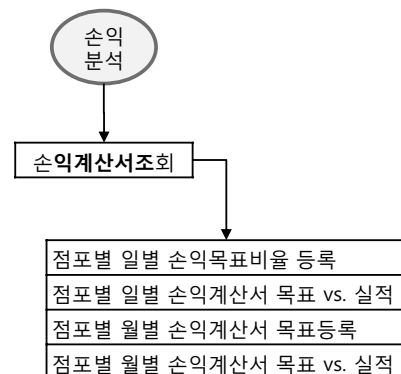 손익
분석
손익계산서조회
점포별 일별 손익목표비율 등록
점포별 일별 손익계산서 목표 vs. 실적
점포별 월별 손익계산서 목표등록
점포별 월별 손익계산서 목표 vs. 실적